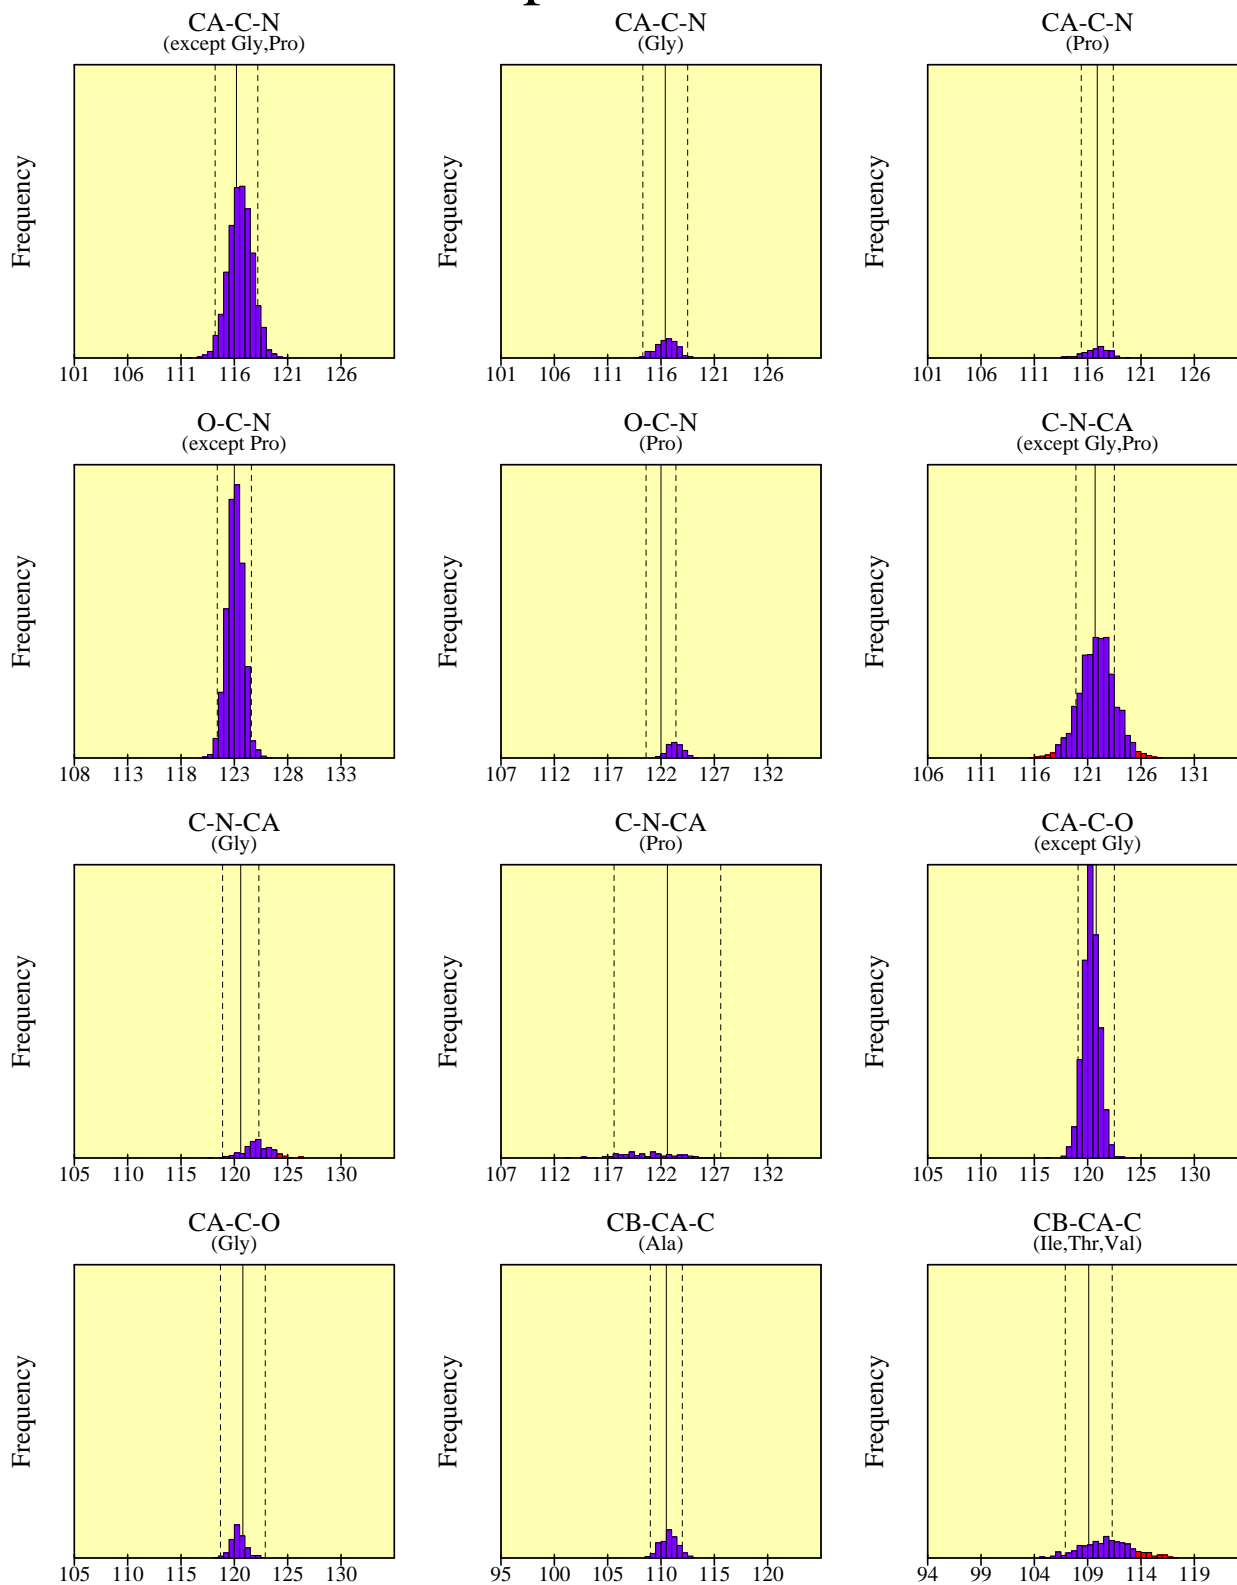 CA-C-N
(except Gly,Pro)
CA-C-N
(Gly)
CA-C-N
(Pro)
Frequency
Frequency
Frequency
101 106 111 116 121 126
101 106 111 116 121 126
101 106 111 116 121 126
O-C-N
(except Pro)
O-C-N
(Pro)
C-N-CA
(except Gly,Pro)
Frequency
Frequency
Frequency
108 113 118 123 128 133
107 112 117 122 127 132
106 111 116 121 126 131
C-N-CA
(Gly)
C-N-CA
(Pro)
CA-C-O
(except Gly)
Frequency
Frequency
Frequency
105 110 115 120 125 130
107 112 117 122 127 132
105 110 115 120 125 130
CA-C-O
(Gly)
CB-CA-C
(Ala)
CB-CA-C
(Ile,Thr,Val)
Frequency
Frequency
Frequency
105 110 115 120 125 130
95 100 105 110 115 120
94 99 104 109 114 119